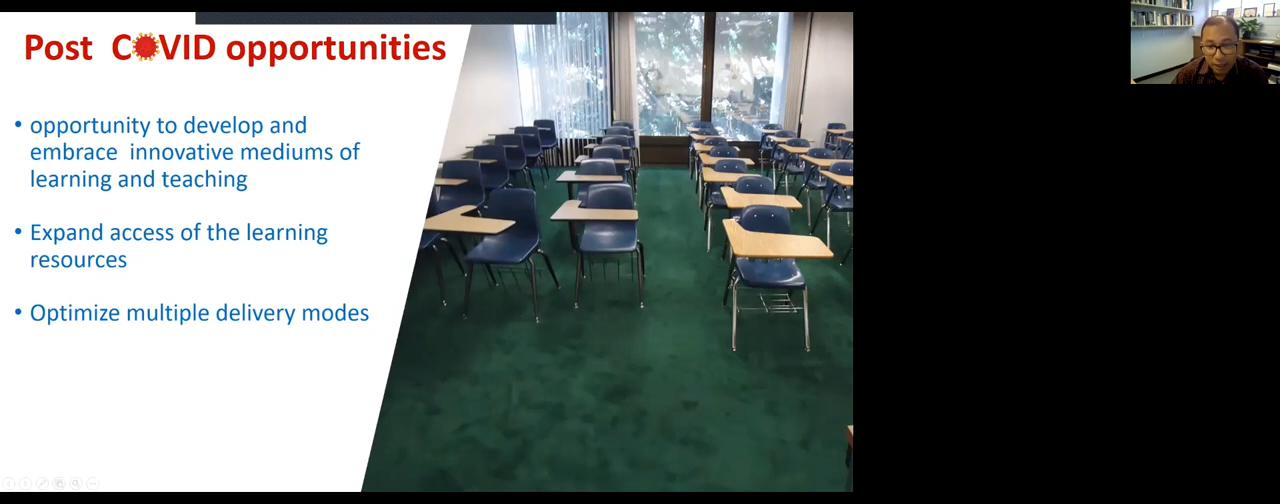 Post COVID opportunities
• opportunity to develop and
embrace innovative mediums of
learning and teaching
• Expand access of the learning
resources
• Optimize multiple delivery modes